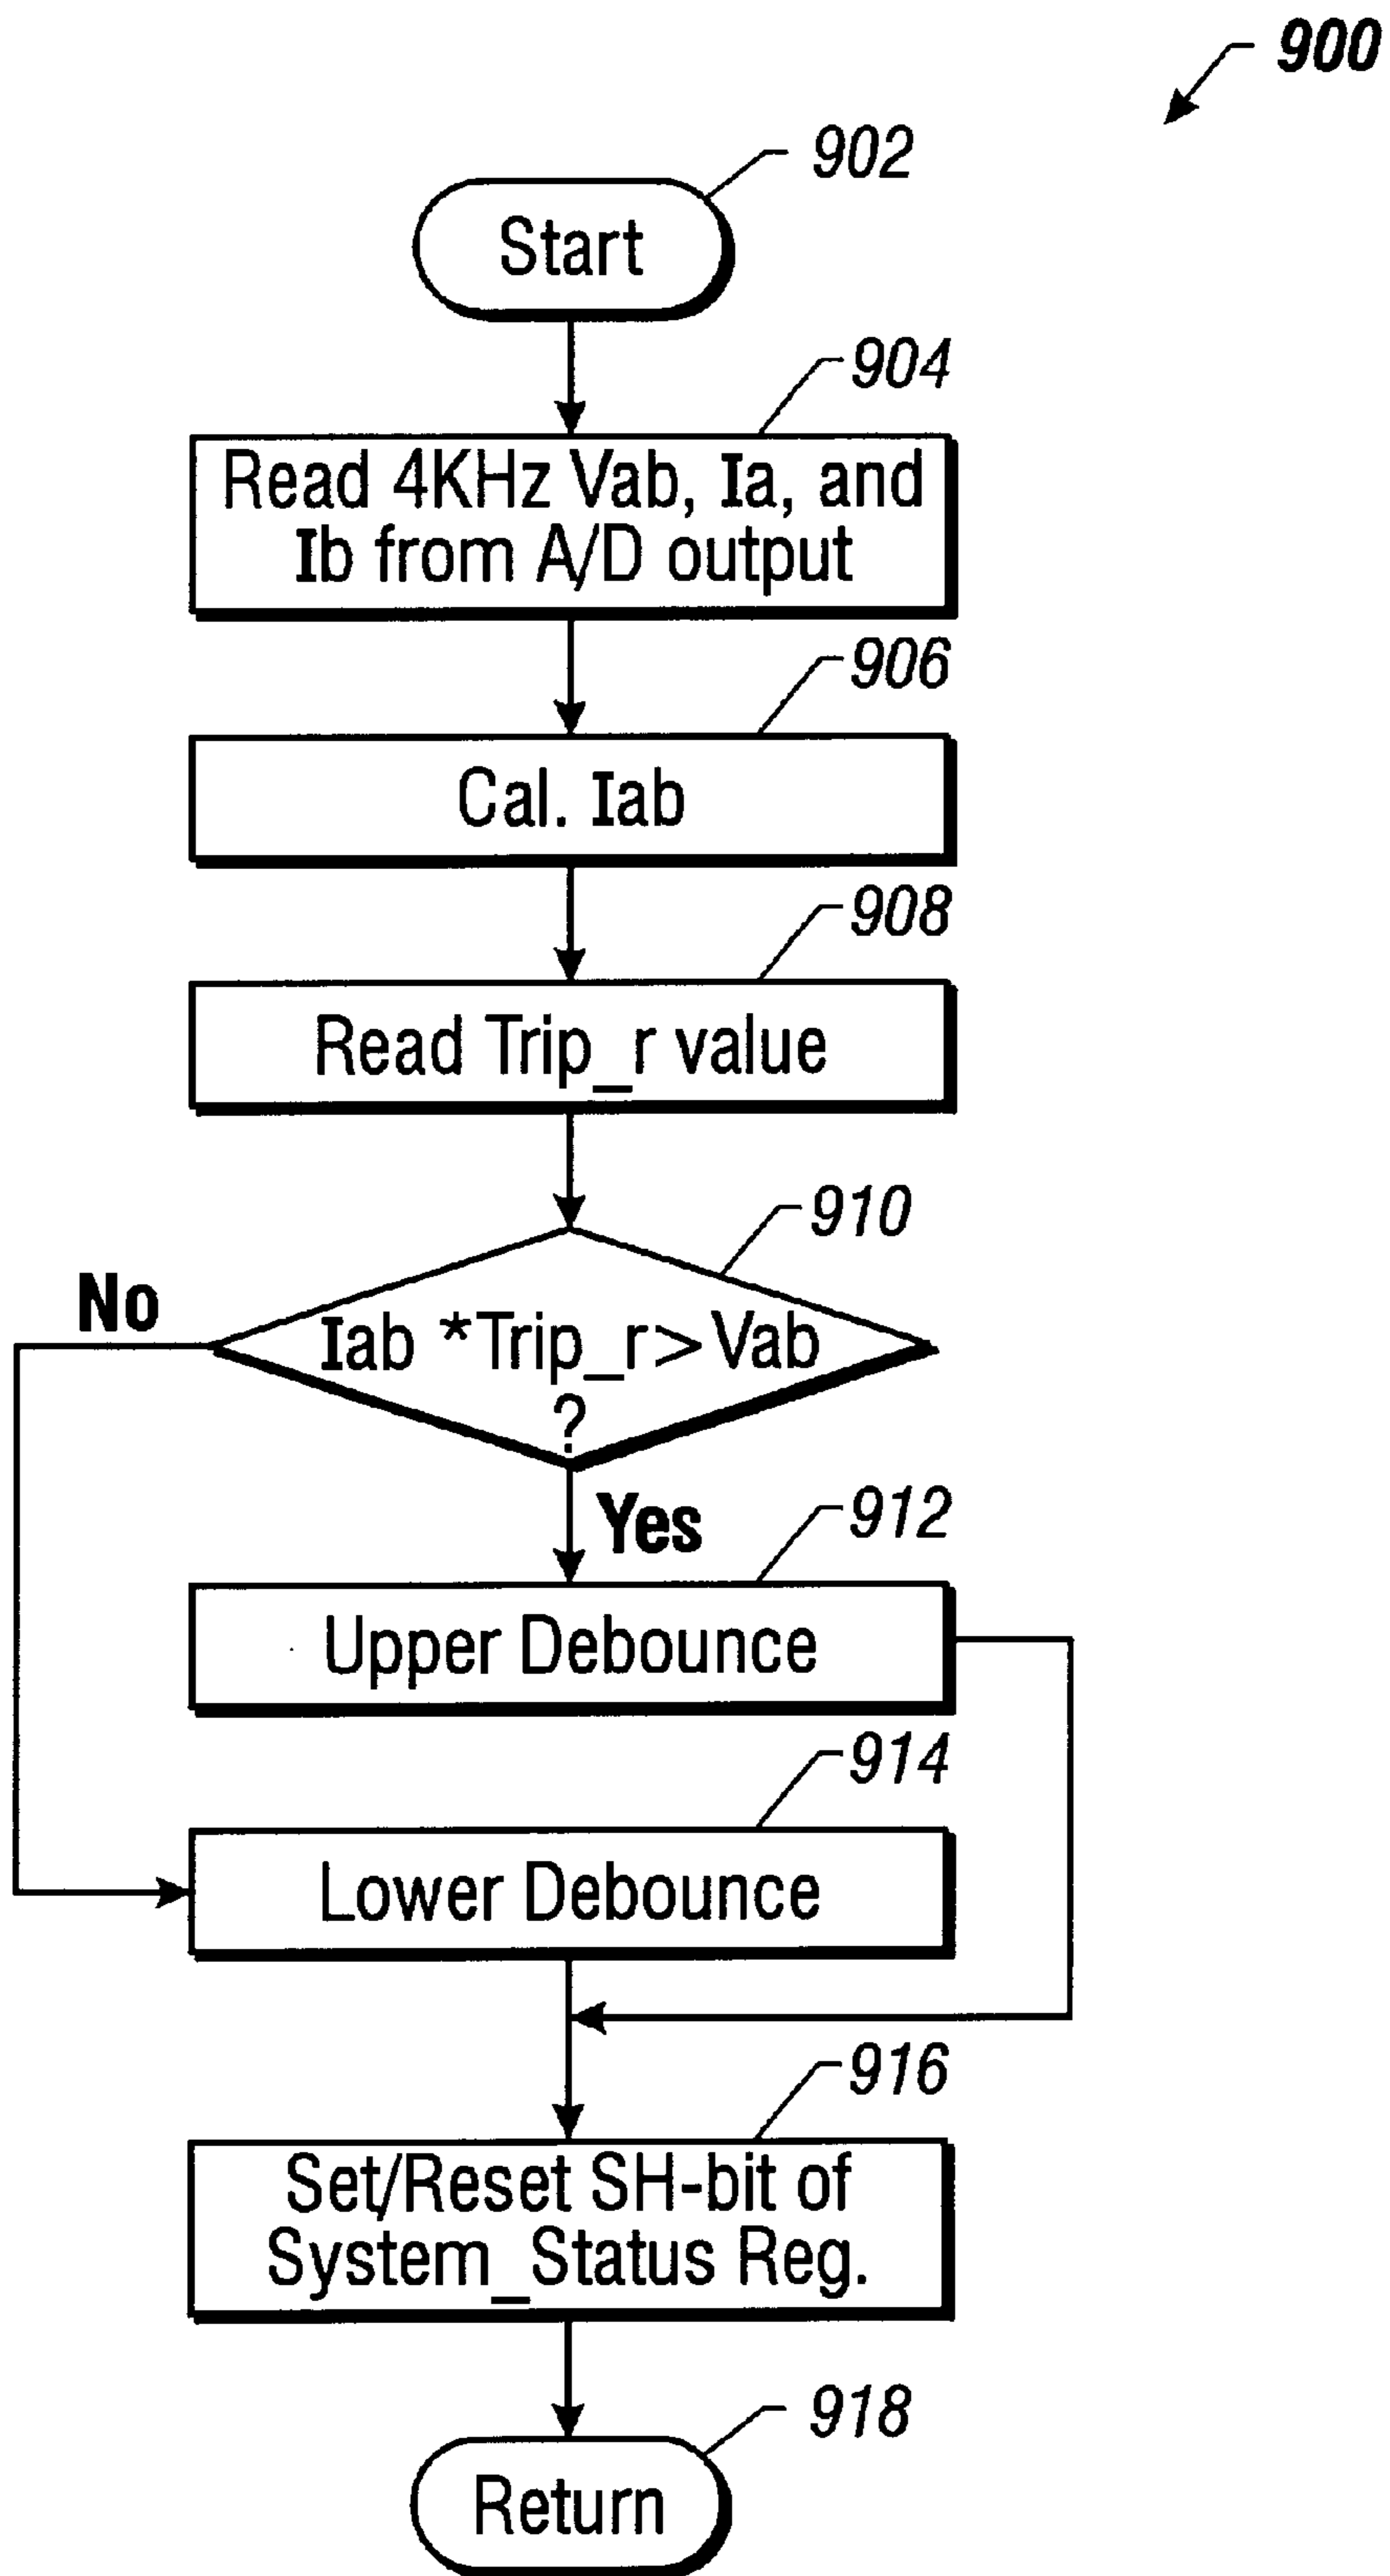 900
902
Start
904
Read 4KHz Vab, Ia, and
Ib from A/D output
906
Cal. Iab
908
Read Trip_r value
910
No
Iab *Trip_r> Vab
?
Yes
912
Upper Debounce
914
Lower Debounce
916
Set/Reset SH-bit of
System_Status Reg.
918
Return